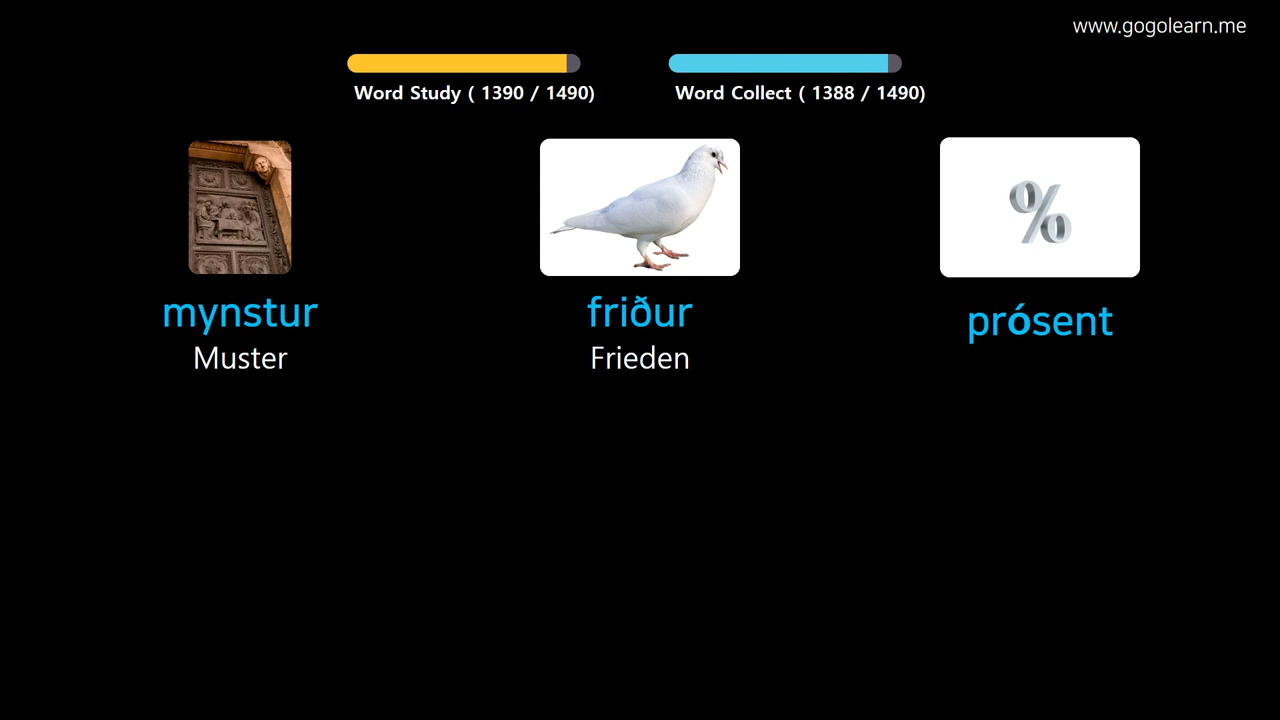 www.gogolearn.me
Word Study ( 1390 / 1490)
Word Collect ( 1388 / 1490)
%
mynstur
Muster
friður
Frieden
prósent